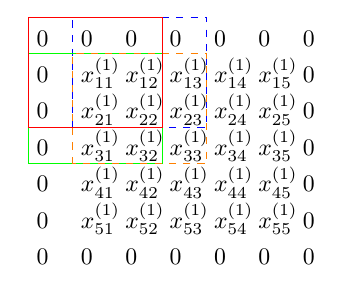 0 0 0 0 0 0 0
0 x_{11}^{(1)} x_{12}^{(1)} x_{13}^{(1)} x_{14}^{(1)} x_{15}^{(1)} 0
0 x_{21}^{(1)} x_{22}^{(1)} x_{23}^{(1)} x_{24}^{(1)} x_{25}^{(1)} 0
0 x_{31}^{(1)} x_{32}^{(1)} x_{33}^{(1)} x_{34}^{(1)} x_{35}^{(1)} 0
0 x_{41}^{(1)} x_{42}^{(1)} x_{43}^{(1)} x_{44}^{(1)} x_{45}^{(1)} 0
0 x_{51}^{(1)} x_{52}^{(1)} x_{53}^{(1)} x_{54}^{(1)} x_{55}^{(1)} 0
0 0 0 0 0 0 0